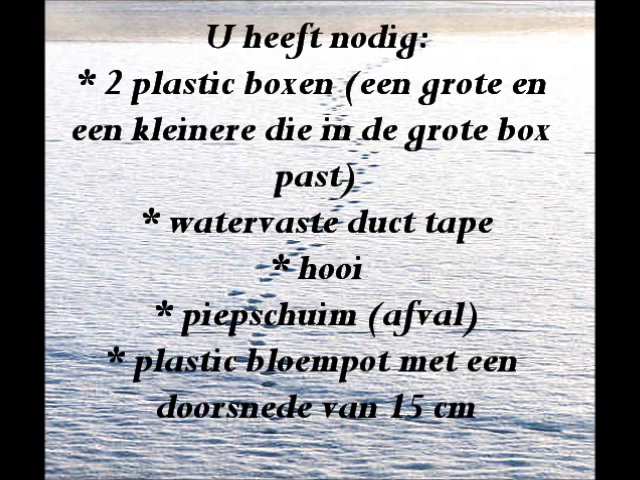 U heeft nodig:
* 2 plastic boxen (een grote en
een kleinere die in de grote box
past)
* watervaste duct tape
* hooi
* piepschuim (afval)
* plastic bloempot met een
doorsnede van 15 cm